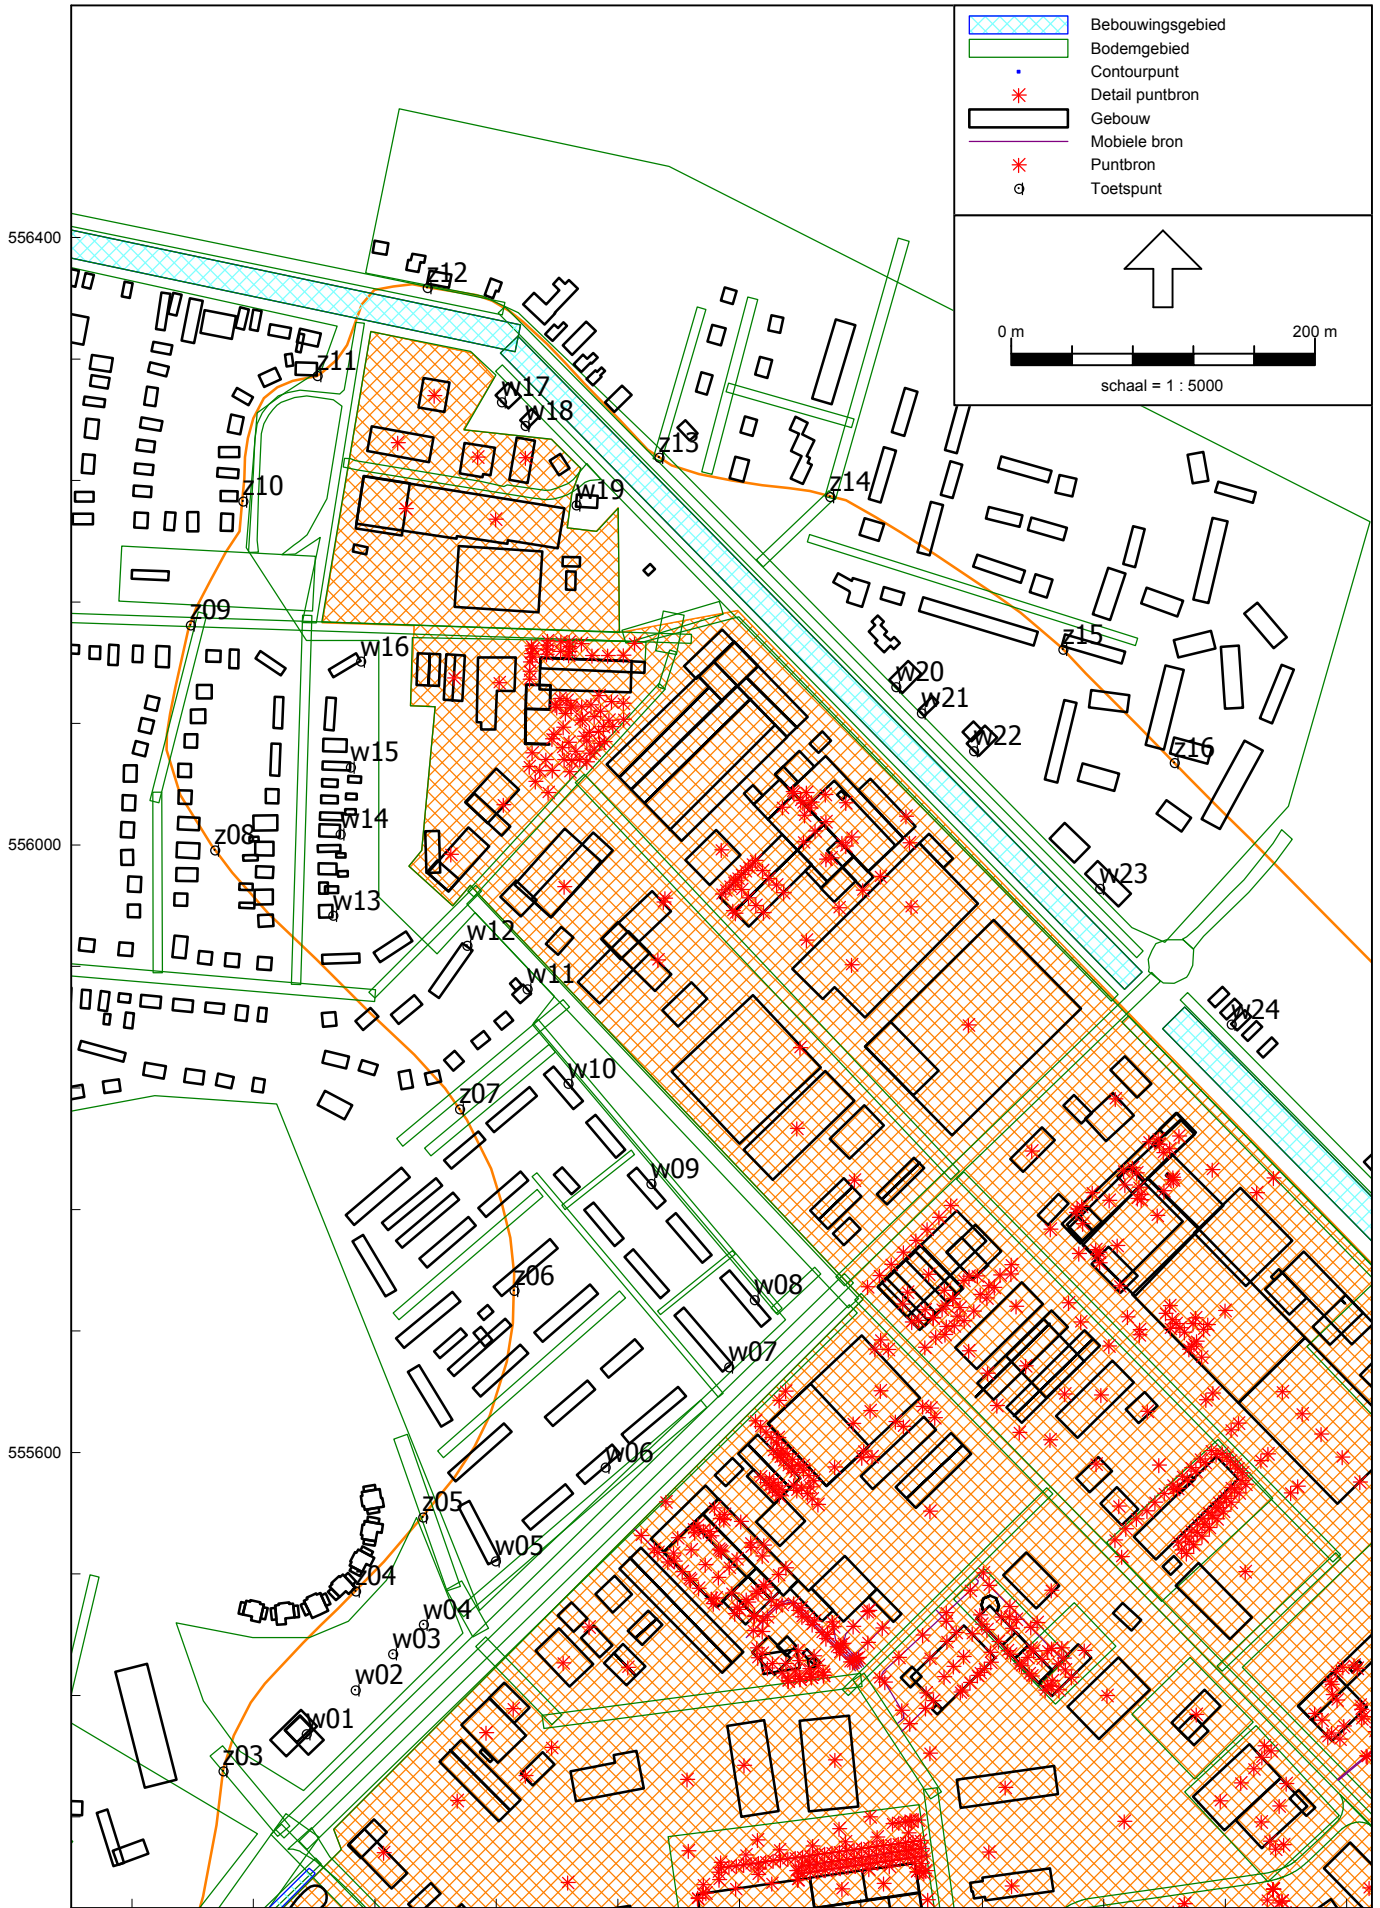 Bebouwingsgebied
Bodemgebied
Contourpunt
Detail puntbron
Gebouw
Mobiele bron
Puntbron
Toetspunt
0 m 200 m
schaal = 1 : 5000
556400
z12
z11
w17
w18
z13
z14
z10
w19
z09
w16
z15
w20
w21
w22
z16
w15
w14
z08
556000
w23
w13
w12
w11
w24
w10
z07
w09
z06
w08
w07
w06
555600
z05
w05
z04
w04
w03
w02
w01
z03